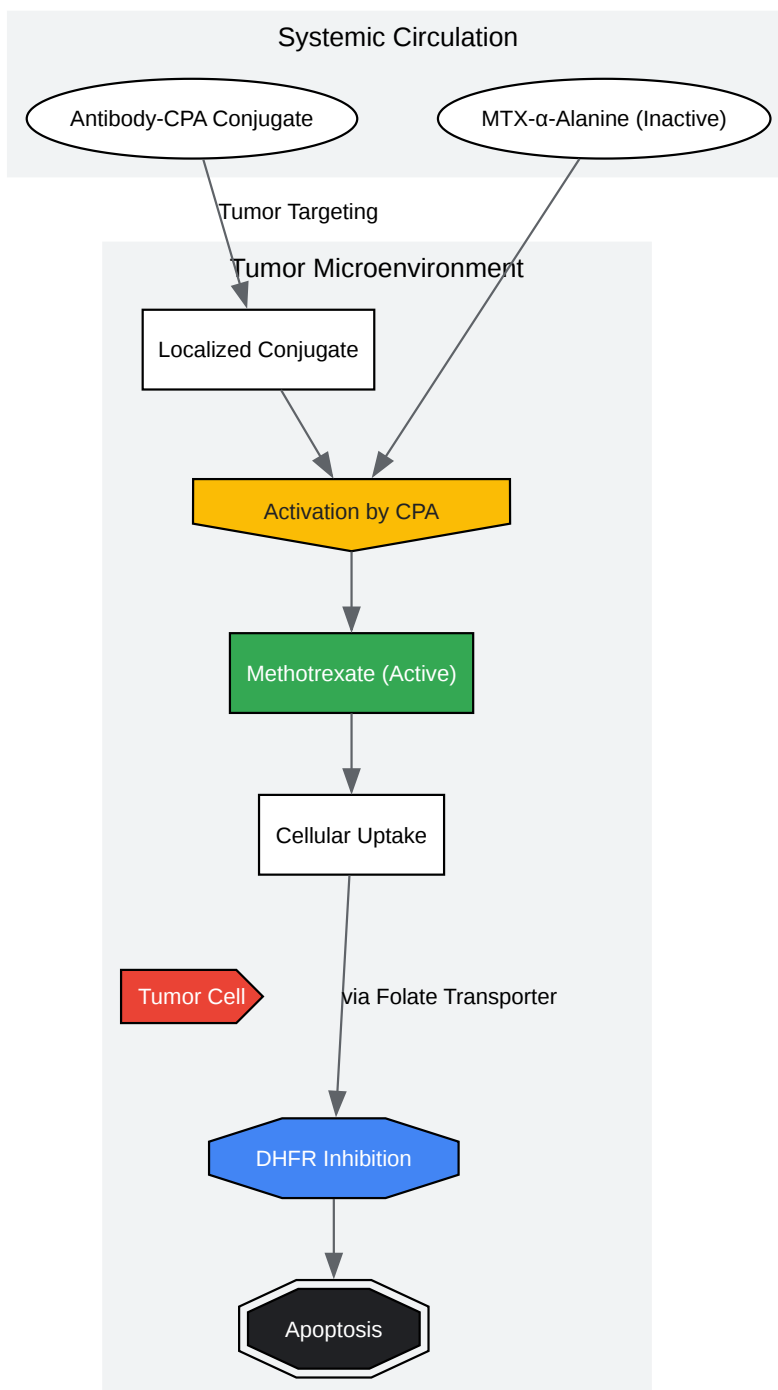 Systemic Circulation
Antibody-CPA Conjugate
MTX-α-Alanine (Inactive)
Tumor Targeting
Tumor Microenvironment
Localized Conjugate
Activation by CPA
Methotrexate (Active)
Cellular Uptake
Tumor Cell
via Folate Transporter
DHFR Inhibition
Apoptosis